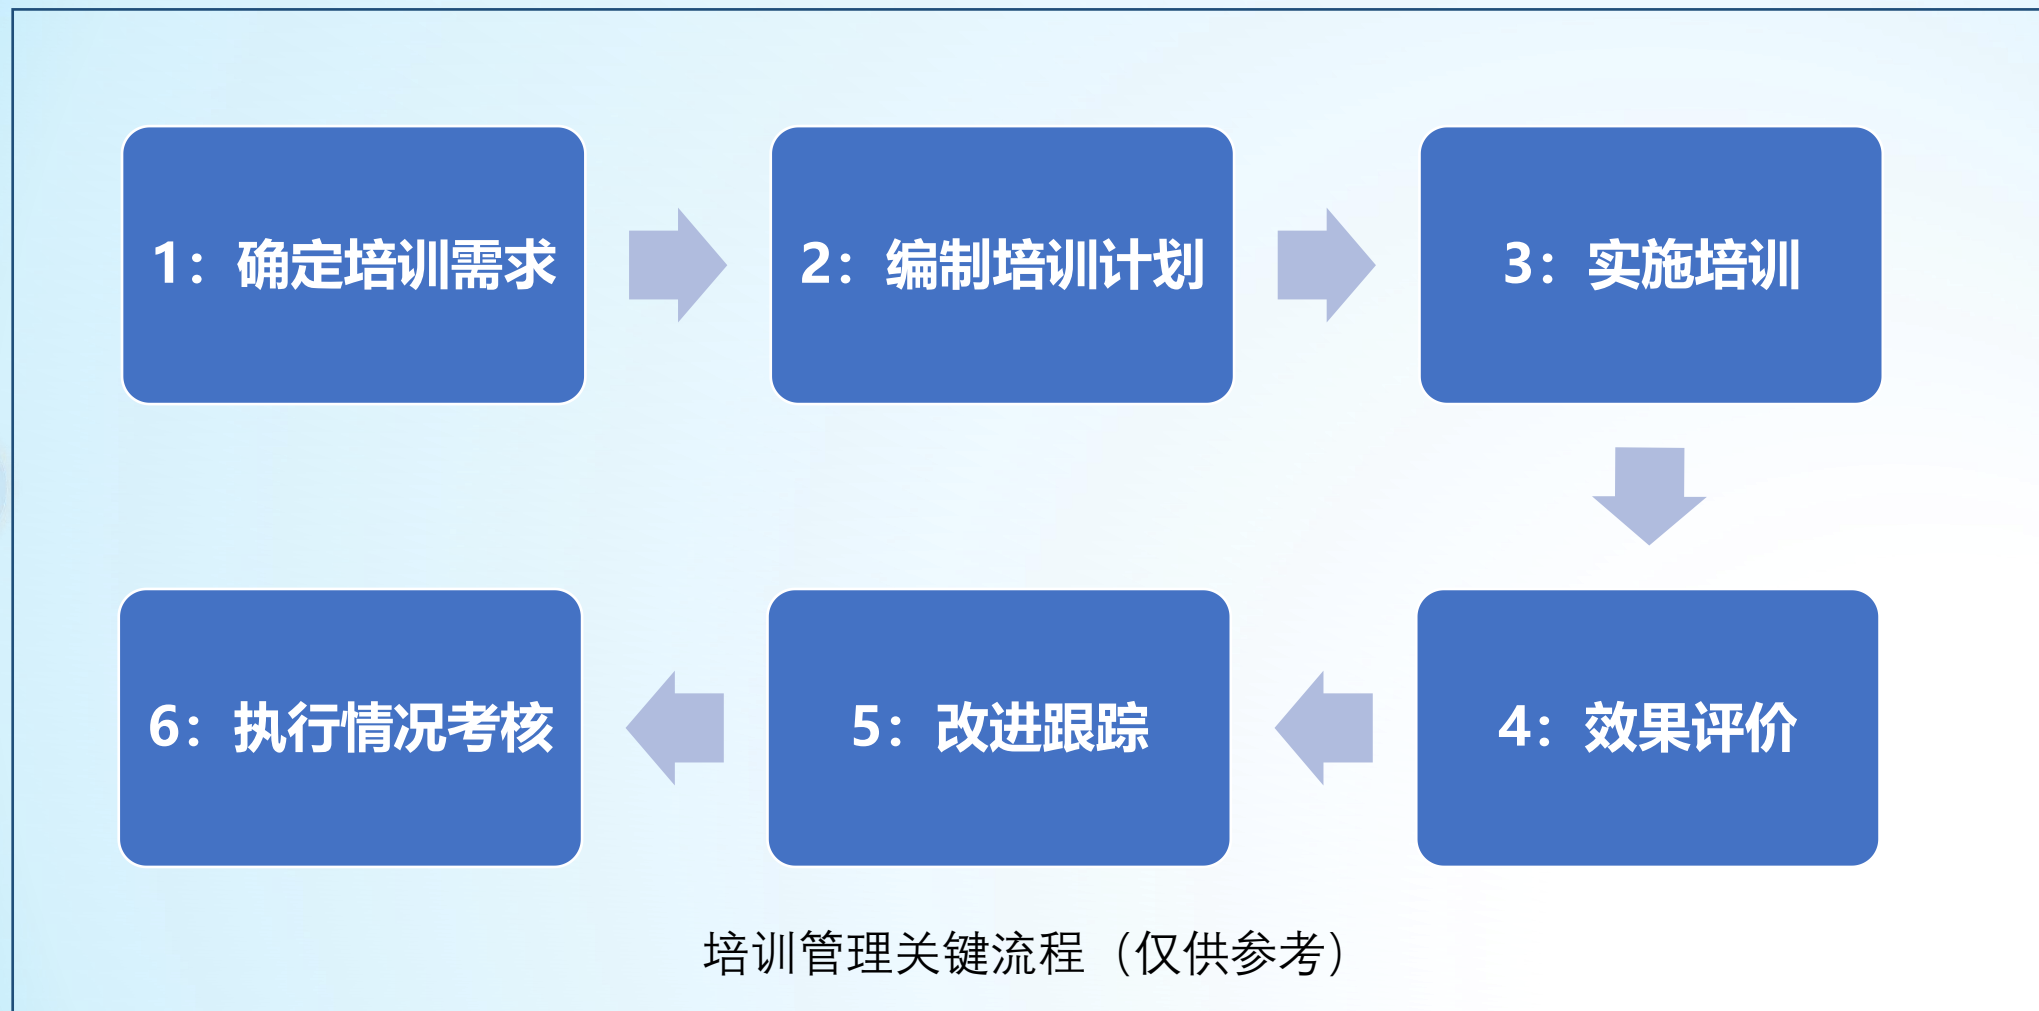 1：确定培训需求
2：编制培训计划
3：实施培训
4：效果评价
5：改进跟踪
6：执行情况考核
培训管理关键流程（仅供参考）